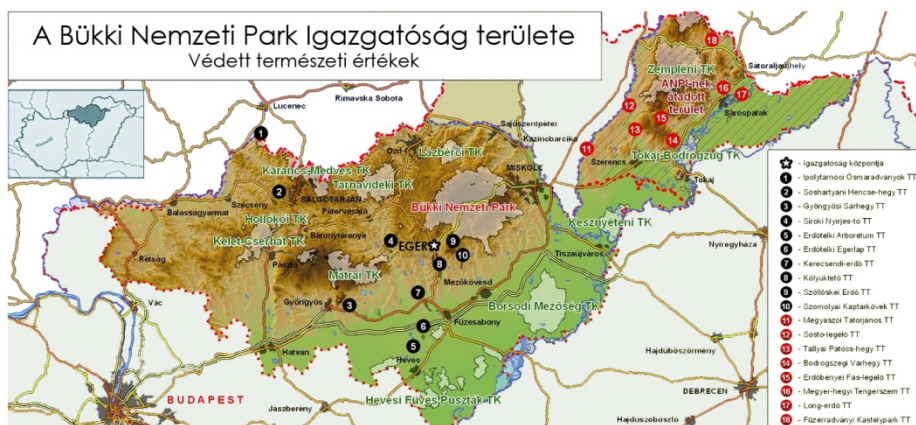 A Bükki Nemzeti Park Igazgatóság területe
Védett természeti értékek
Lucenec
Rimavska Sobota
Sajószentpéter
Kazincbarcika
Ózd
Lázbérci TK
Karancs-Medves TK
Tarnavidéki TK
SALGÓTARJÁN
Pétervására
MISKOLC
Szécsény
Balassagyarmat
Hollókői TK
Bükki Nemzeti Park
Kelet-Cserhát TK
Bátonyterenye
EGER
Rétság
Pásztó
Mátrai TK
Mezőkövesd
Vác
Gyöngyös
Füzesabony
Borsodi Mezőség TK
Hatvan
Heves
Hevesi Füves Puszták TK
BUDAPEST
Jászberény
Zempléni TK
ANPI-nek
átadott
terület
Sátoraljaújhely
Sárospatak
Szerencs
Tokaj-Bodrogzug TK
Tokaj
Kesznyéteni TK
Tiszaújváros
Nyíregyháza
Hajdúböszörmény
DEBRECEN
Hajdúszoboszló
- Igazgatóság központja
1 - Ipolytarnóci Ősmaradványok TT
2 - Sóshartyáni Hencse-hegy TT
3 - Gyöngyösi Sárhegy TT
4 - Siroki Nyírjes-tó TT
5 - Erdőtelki Arborétum TT
6 - Erdőtelki Égerláp TT
7 - Kerecsendi-erdő TT
8 - Kőlyuktető TT
9 - Szőllőskei Erdő TT
10 - Szomolyai Kaptárkövek TT
11 - Megyaszói Tátorjános TT
12 - Sóstó-legelő TT
13 - Tállyai Patócs-hegy TT
14 - Bodrogszegi Várhegy TT
15 - Erdőbényei Fás-legelő TT
16 - Megyer-hegyi Tengerszem TT
17 - Long-erdő TT
18 - Füzérradványi Kastélypark TT